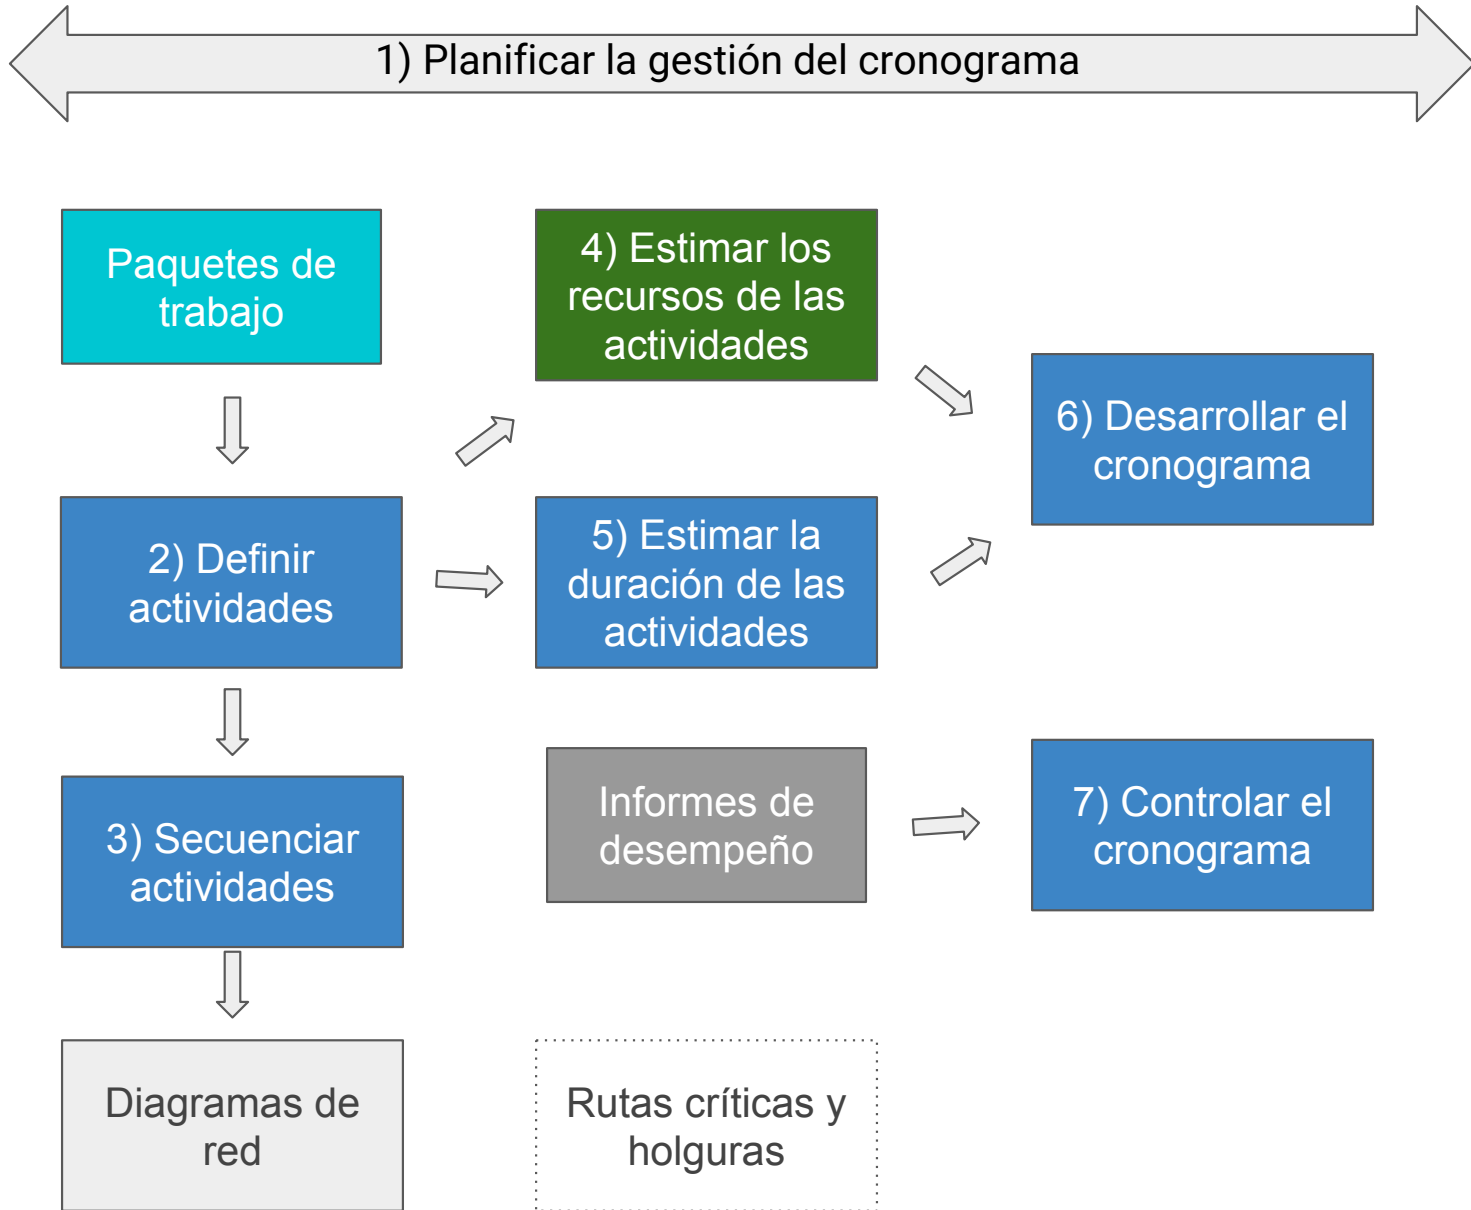 1) Planificar la gestión del cronograma
Paquetes de
trabajo
4) Estimar los
recursos de las
actividades
6) Desarrollar el
cronograma
2) Definir
actividades
5) Estimar la
duración de las
actividades
3) Secuenciar
actividades
Informes de
desempeño
7) Controlar el
cronograma
Diagramas de
red
Rutas críticas y
holguras